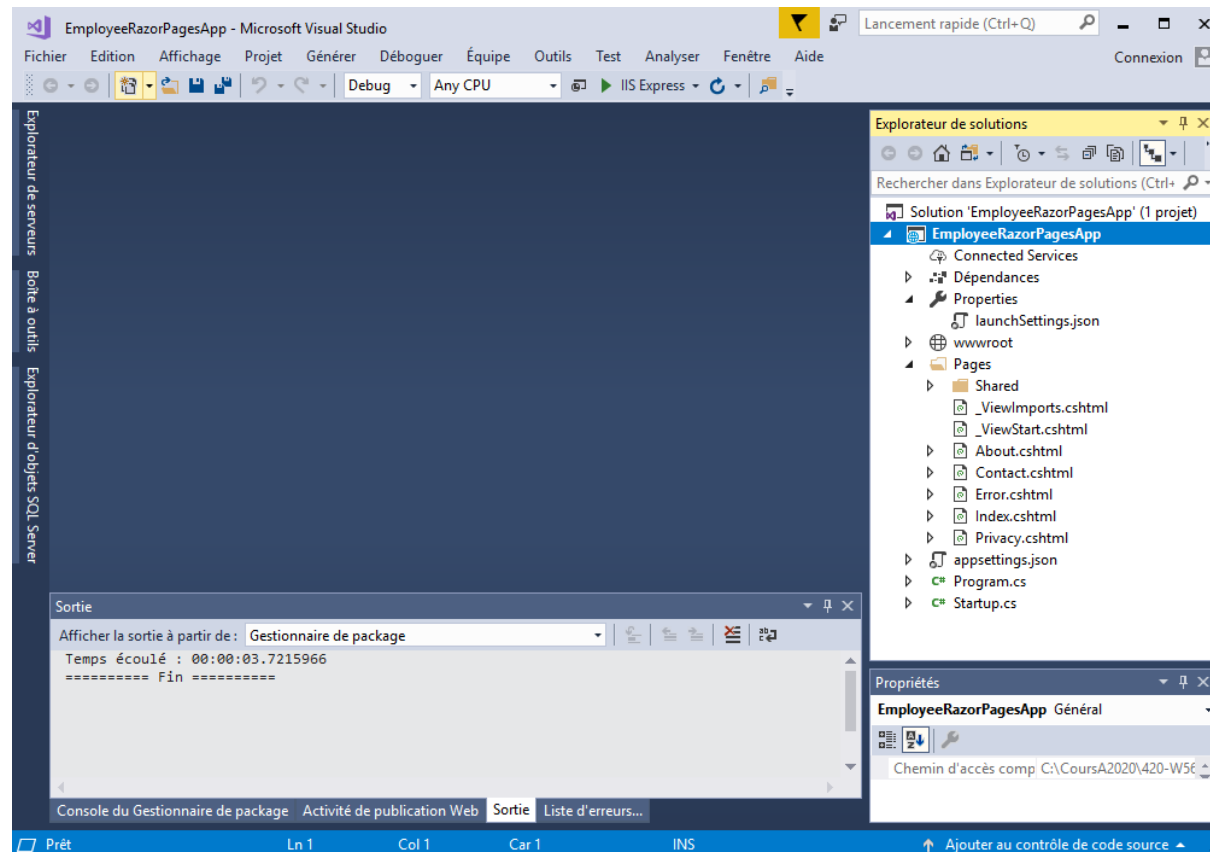 EmployeeRazorPagesApp - Microsoft Visual Studio
Lancement rapide (Ctrl+Q)
Fichier Edition Affichage Projet Générer Déboguer Équipe Outils Test Analyser Fenêtre Aide
Connexion
Debug Any CPU IIS Express
Explorateur de serveurs
Boîte à outils
Explorateur d'objets SQL Server
Explorateur de solutions
Rechercher dans Explorateur de solutions (Ctrl+
Solution 'EmployeeRazorPagesApp' (1 projet)
EmployeeRazorPagesApp
Connected Services
Dépendances
Properties
launchSettings.json
wwwroot
Pages
Shared
_ViewImports.cshtml
_ViewStart.cshtml
About.cshtml
Contact.cshtml
Error.cshtml
Index.cshtml
Privacy.cshtml
appsettings.json
C# Program.cs
C# Startup.cs
Sortie
Afficher la sortie à partir de : Gestionnaire de package
Temps écoulé : 00:00:03.7215966
========== Fin ==========
Propriétés
EmployeeRazorPagesApp Général
Chemin d'accès comp C:\CoursA2020\420-W56
Console du Gestionnaire de package Activité de publication Web Sortie Liste d'erreurs...
Prêt Ln 1 Col 1 Car 1 INS Ajouter au contrôle de code source